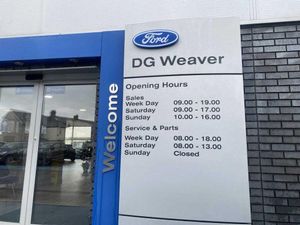 Ford
DG Weaver
Opening Hours
Sales
Week Day 09.00 - 19.00
Saturday 09.00 - 17.00
Sunday 10.00 - 16.00
Service & Parts
Week Day 08.00 - 18.00
Saturday 08.00 - 13.00
Sunday Closed
Welcome